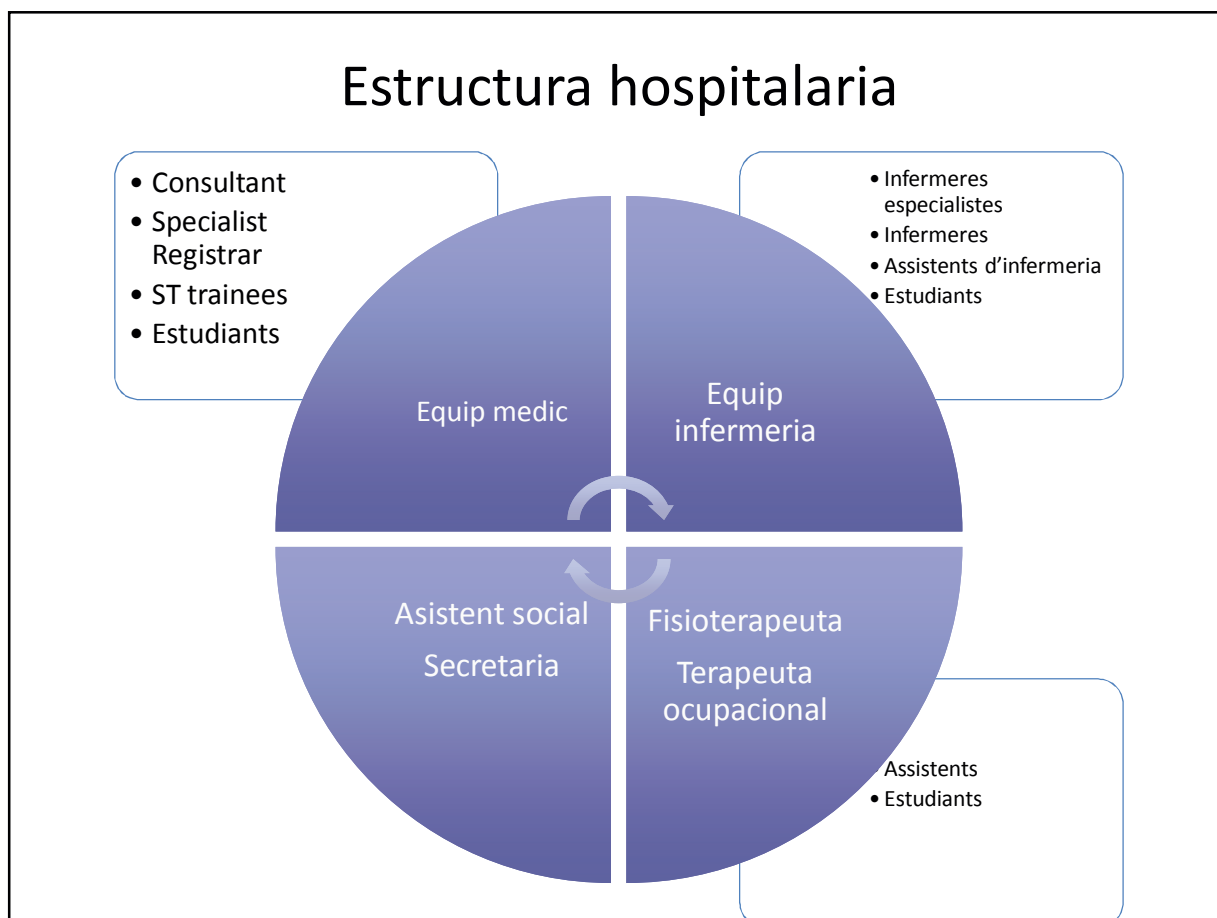 Estructura hospitalaria
• Consultant
• Specialist
Registrar
• ST trainees
• Estudiants
• Infermeres
especialistes
• Infermeres
• Assistents d’infermeria
• Estudiants
Equip medic
Equip
infermeria
Asistent social
Secretaria
Fisioterapeuta
Terapeuta
ocupacional
• Assistents
• Estudiants